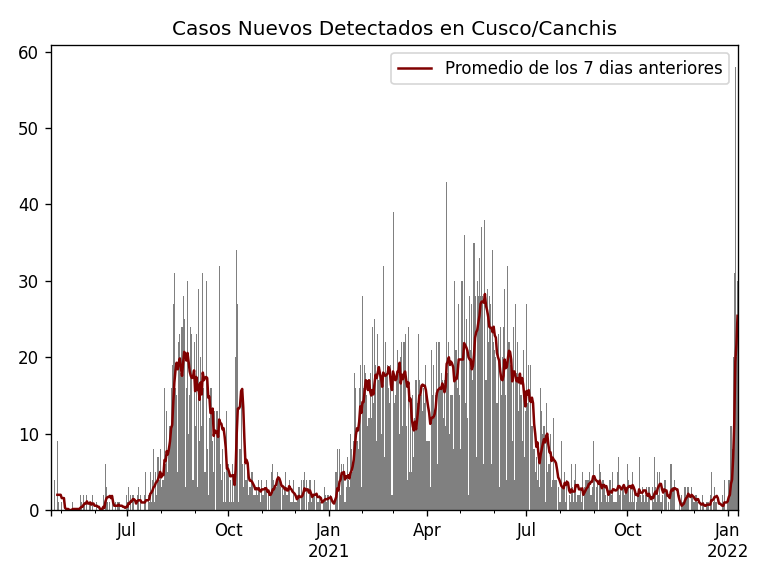 Casos Nuevos Detectados en Cusco/Canchis
Promedio de los 7 dias anteriores
60
50
40
30
20
10
0
Jul Oct Jan Apr Jul Oct Jan
2021 2022